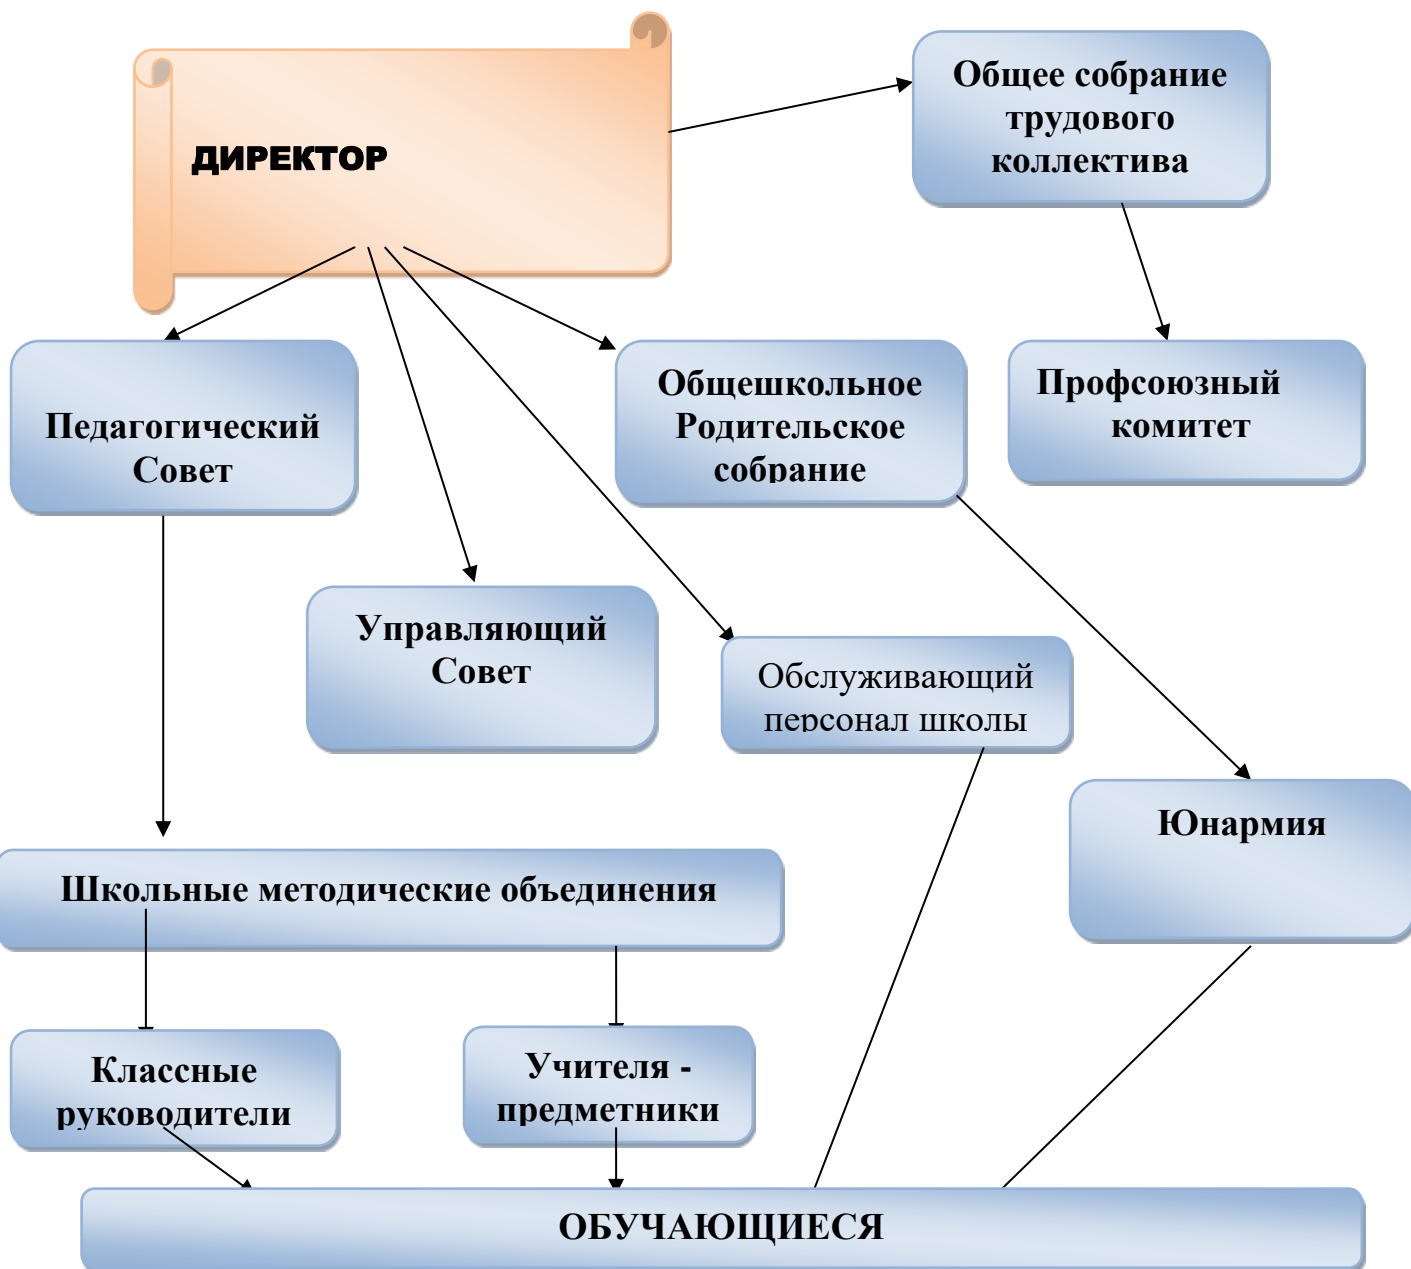 ДИРЕКТОР
Общее собрание
трудового
коллектива
Педагогический
Совет
Общешкольное
Родительское
собрание
Профсоюзный
комитет
Управляющий
Совет
Обслуживающий
персонал школы
Юнармия
Школьные методические объединения
Классные
руководители
Учителя -
предметники
ОБУЧАЮЩИЕСЯ